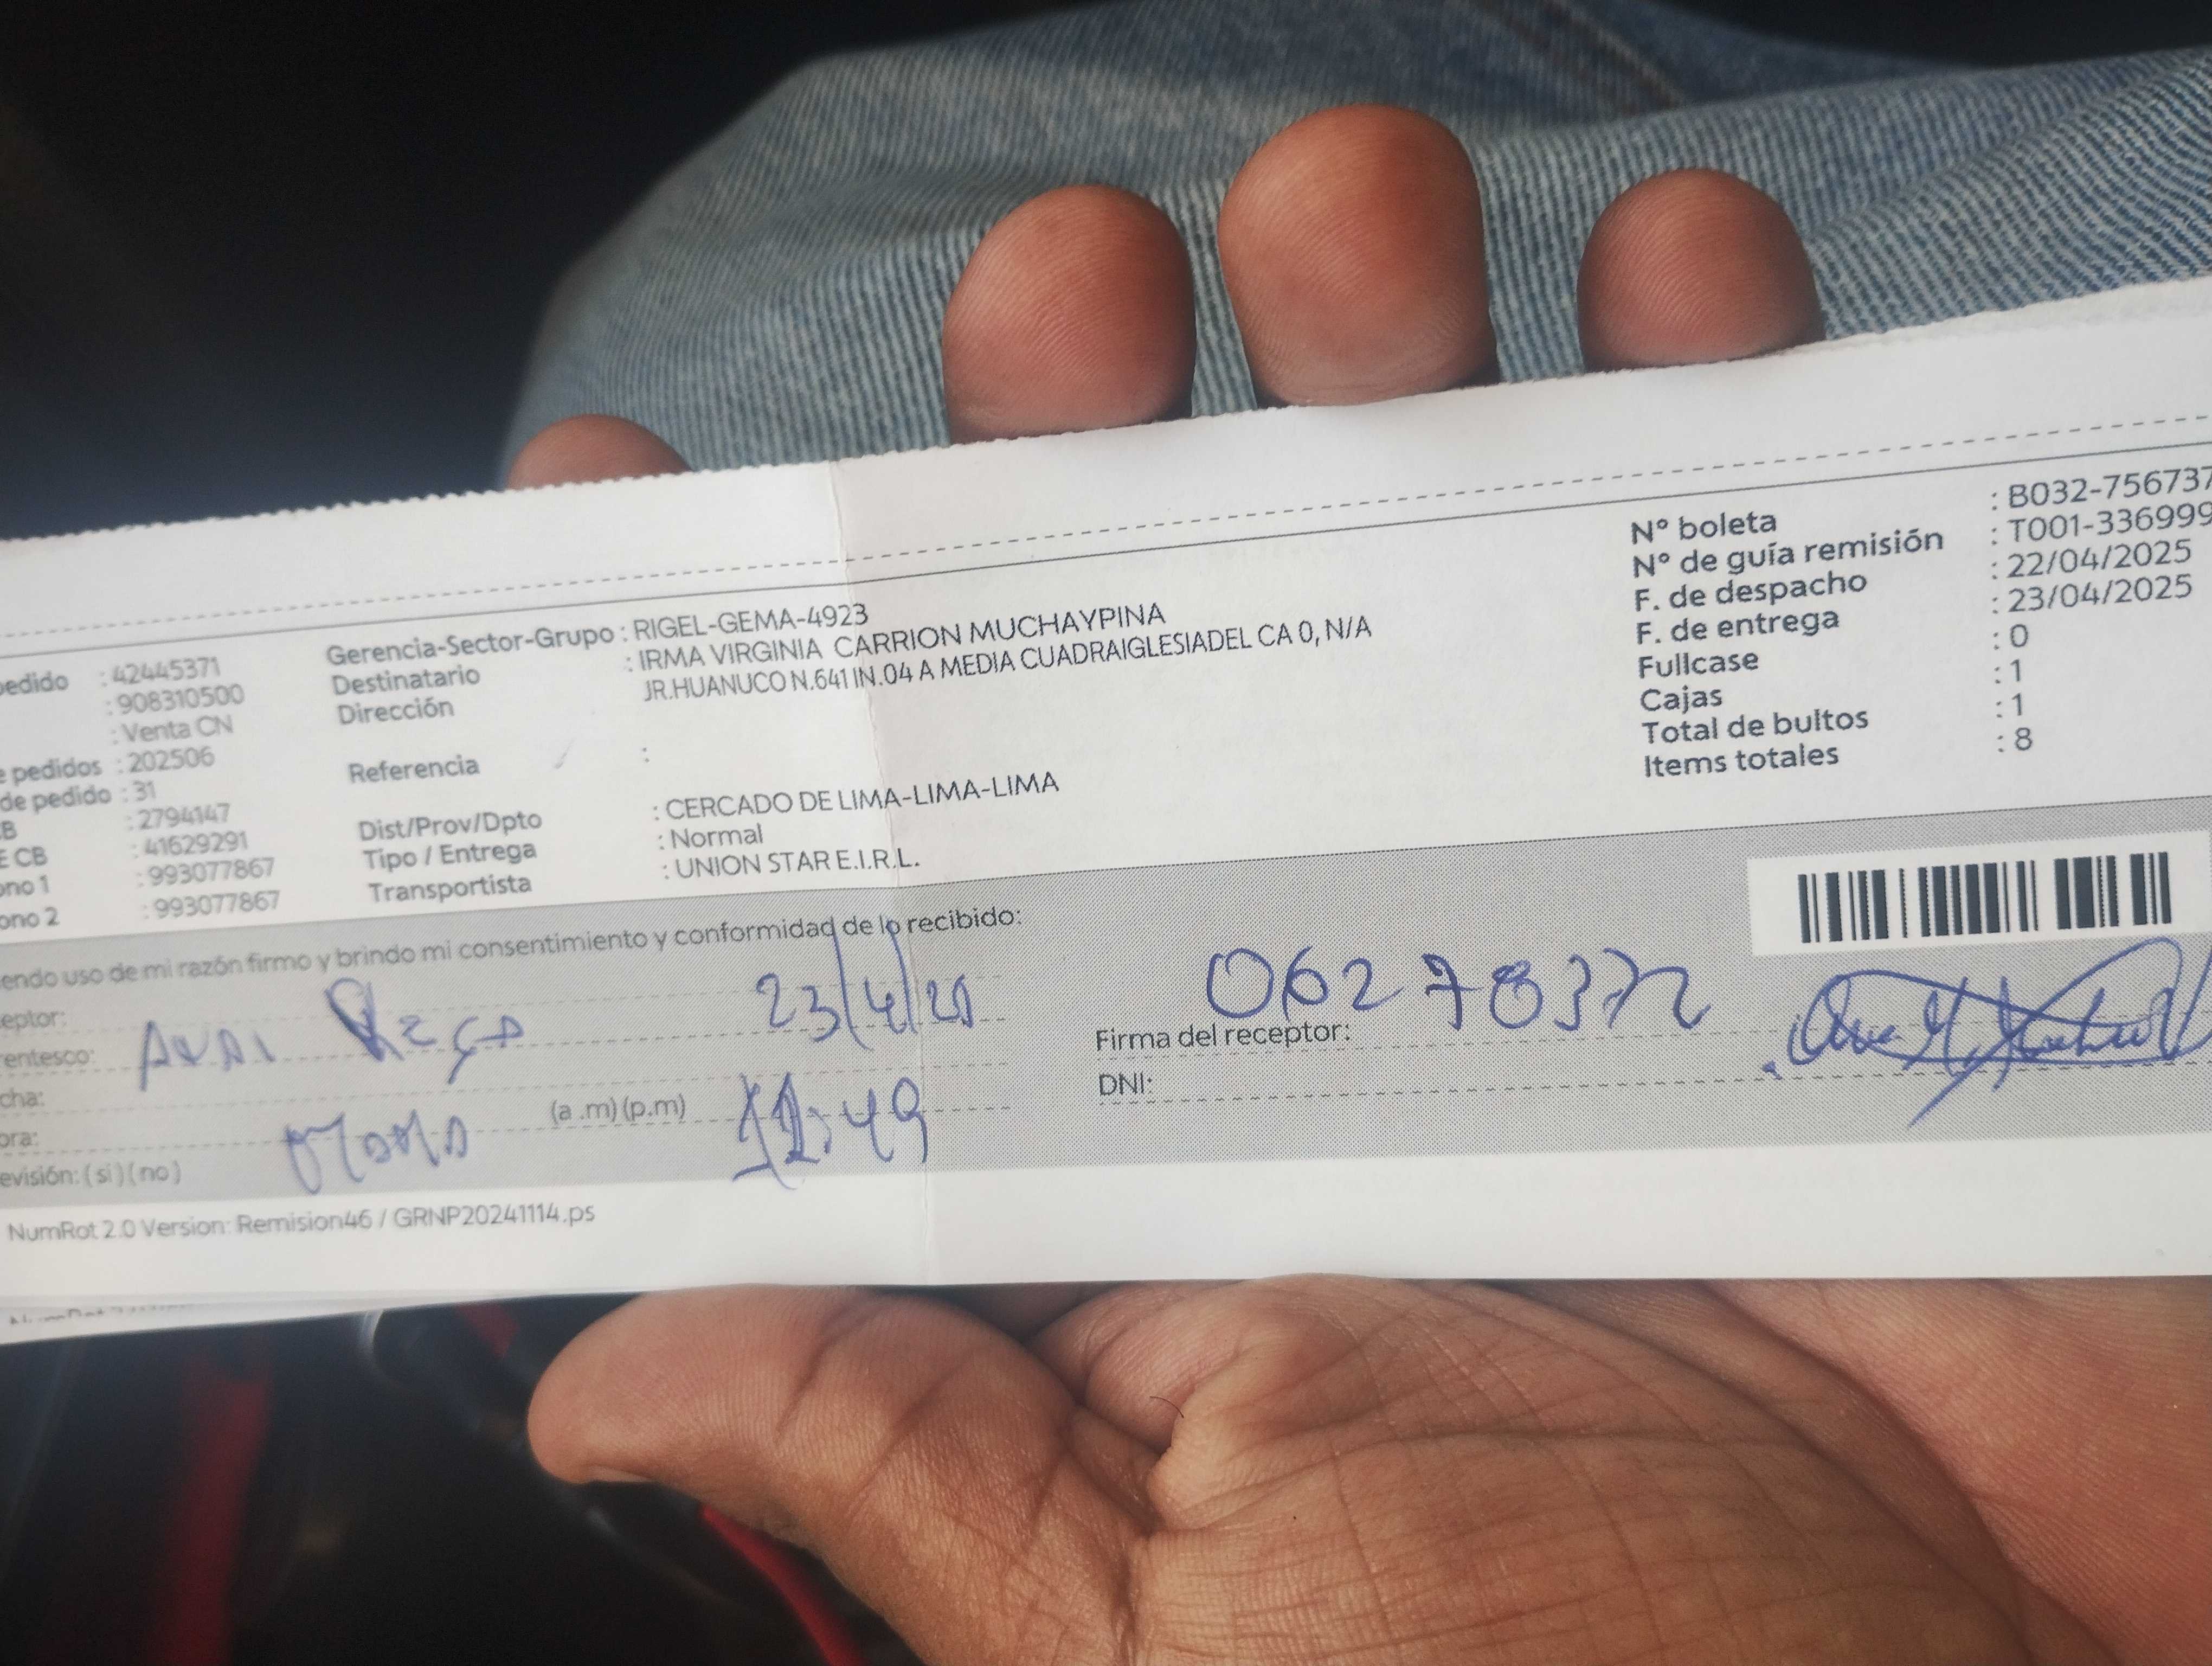 pedido : 42445371
: 908310500
: Venta CN
e pedidos : 202506
de pedido : 31
CB : 2794147
E CB : 41629291
ono 1 : 993077867
ono 2 : 993077867
Gerencia-Sector-Grupo : RIGEL-GEMA-4923
Destinatario : IRMA VIRGINIA CARRION MUCHAYPINA
Dirección JR.HUANUCO N.641 IN.04 A MEDIA CUADRAIGLESIADEL CA 0, N/A
Referencia :
Dist/Prov/Dpto : CERCADO DE LIMA-LIMA-LIMA
Tipo / Entrega : Normal
Transportista : UNION STAR E.I.R.L.
N° boleta : B032-756737
N° de guía remisión : T001-336999
F. de despacho : 22/04/2025
F. de entrega : 23/04/2025
Fullcase : 0
Cajas : 1
Total de bultos : 1
Items totales : 8
endo uso de mi razón firmo y brindo mi consentimiento y conformidad de lo recibido:
eptor:
entesco:
cha: 23/4/25
ora: (a .m) (p.m) 12:49
evisión: ( si ) ( no )
06278372
Firma del receptor:
DNI:
NumRot 2.0 Version: Remision46 / GRNP20241114.ps